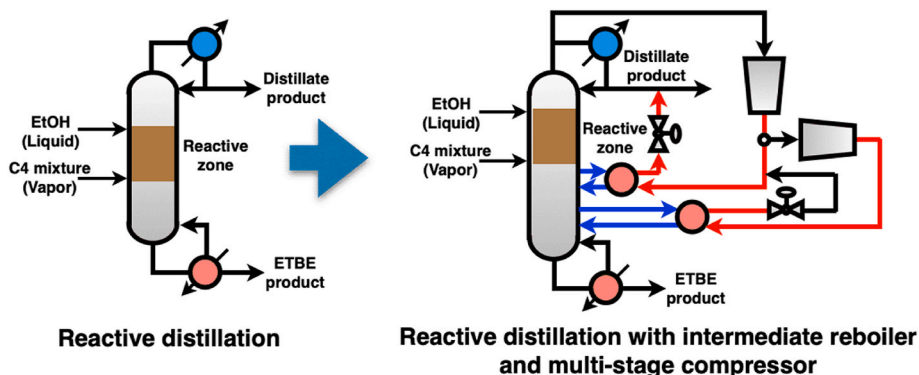 EtOH
(Liquid)
C4 mixture
(Vapor)
Distillate
product
Reactive
zone
ETBE
product
Reactive distillation
EtOH
(Liquid)
C4 mixture
(Vapor)
Distillate
product
Reactive
zone
ETBE
product
Reactive distillation with intermediate reboiler
and multi-stage compressor